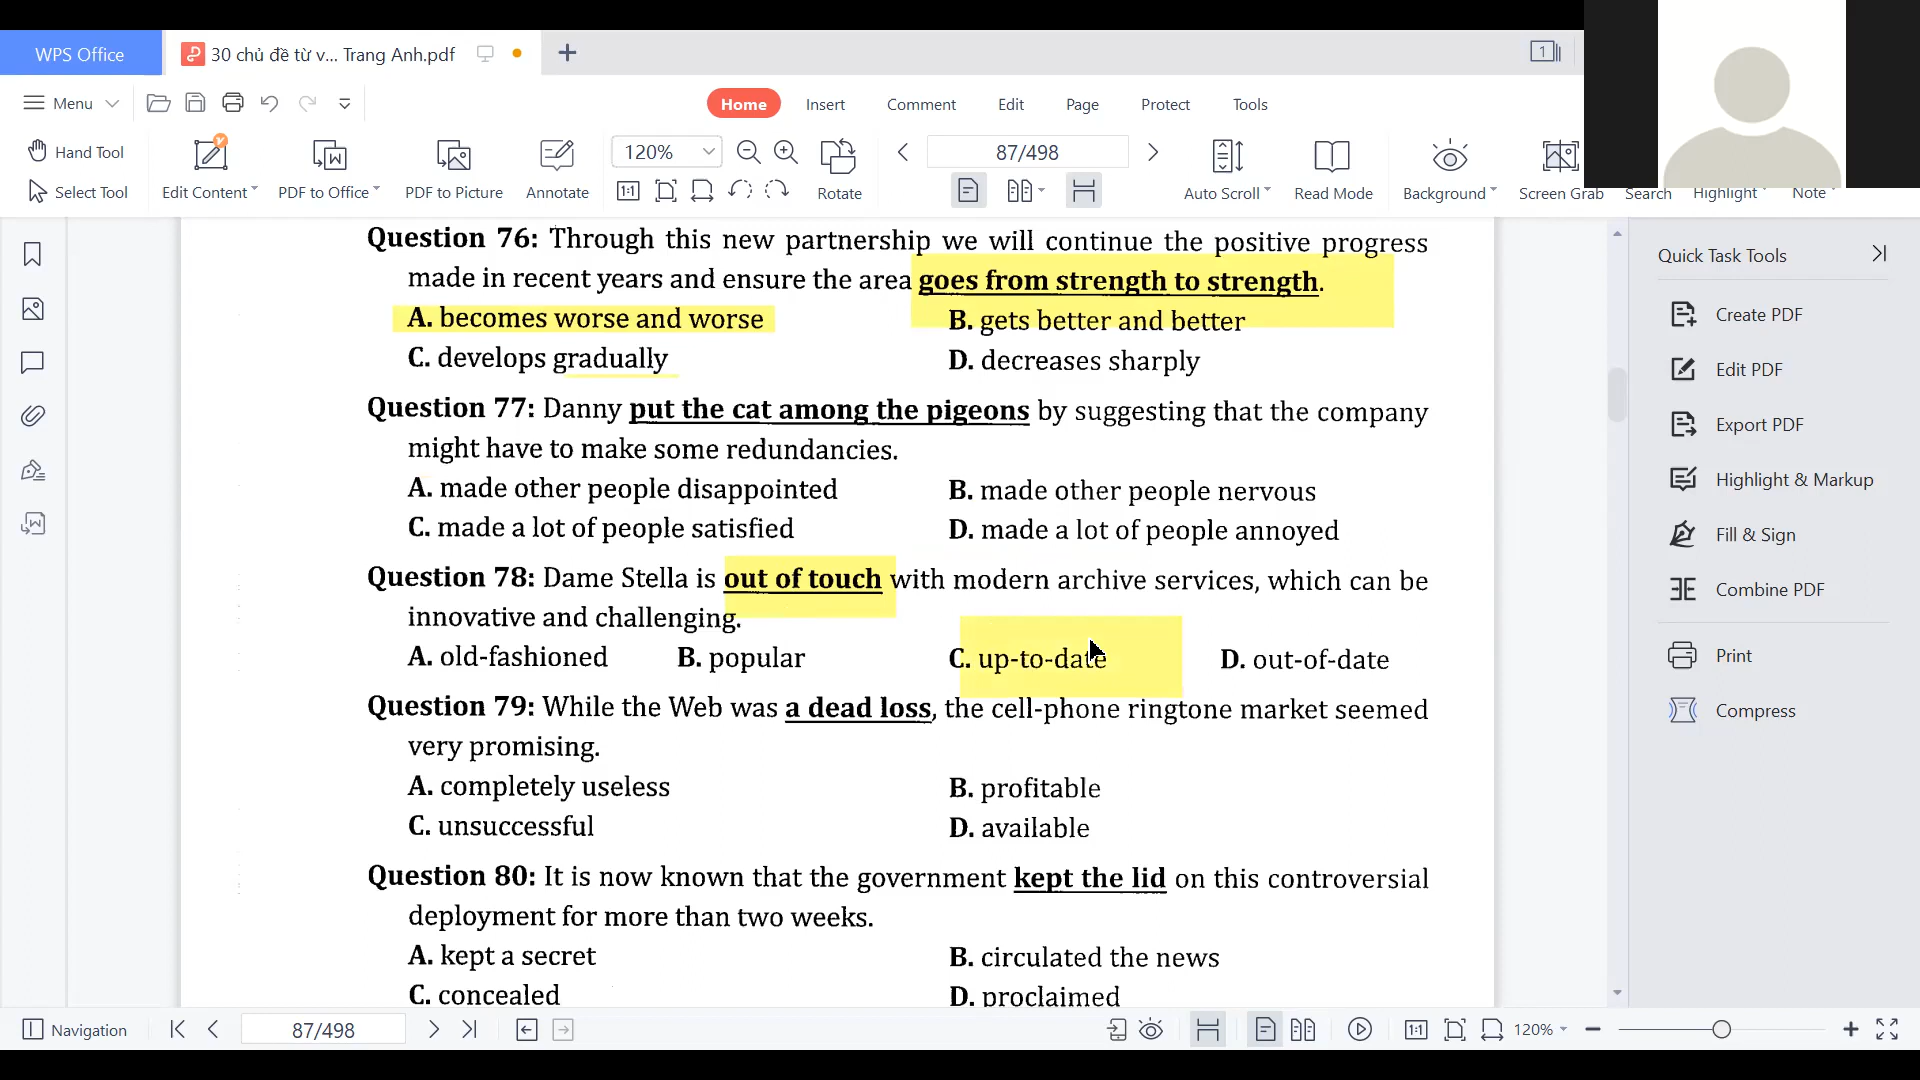 WPS Office
30 chủ đề từ v... Trang Anh.pdf
1
Menu
Home
Insert
Comment
Edit
Page
Protect
Tools
Hand Tool
Select Tool
Edit Content
PDF to Office
PDF to Picture
Annotate
120%
1:1
Rotate
87/498
Auto Scroll
Read Mode
Background
Screen Grab
Search
Highlight
Note
Question 76: Through this new partnership we will continue the positive progress
made in recent years and ensure the area goes from strength to strength.
A. becomes worse and worse B. gets better and better
C. develops gradually D. decreases sharply
Question 77: Danny put the cat among the pigeons by suggesting that the company
might have to make some redundancies.
A. made other people disappointed B. made other people nervous
C. made a lot of people satisfied D. made a lot of people annoyed
Question 78: Dame Stella is out of touch with modern archive services, which can be
innovative and challenging.
A. old-fashioned B. popular C. up-to-date D. out-of-date
Question 79: While the Web was a dead loss, the cell-phone ringtone market seemed
very promising.
A. completely useless B. profitable
C. unsuccessful D. available
Question 80: It is now known that the government kept the lid on this controversial
deployment for more than two weeks.
A. kept a secret B. circulated the news
C. concealed D. proclaimed
Quick Task Tools
Create PDF
Edit PDF
Export PDF
Highlight & Markup
Fill & Sign
Combine PDF
Print
Compress
Navigation
87/498
1:1
120%